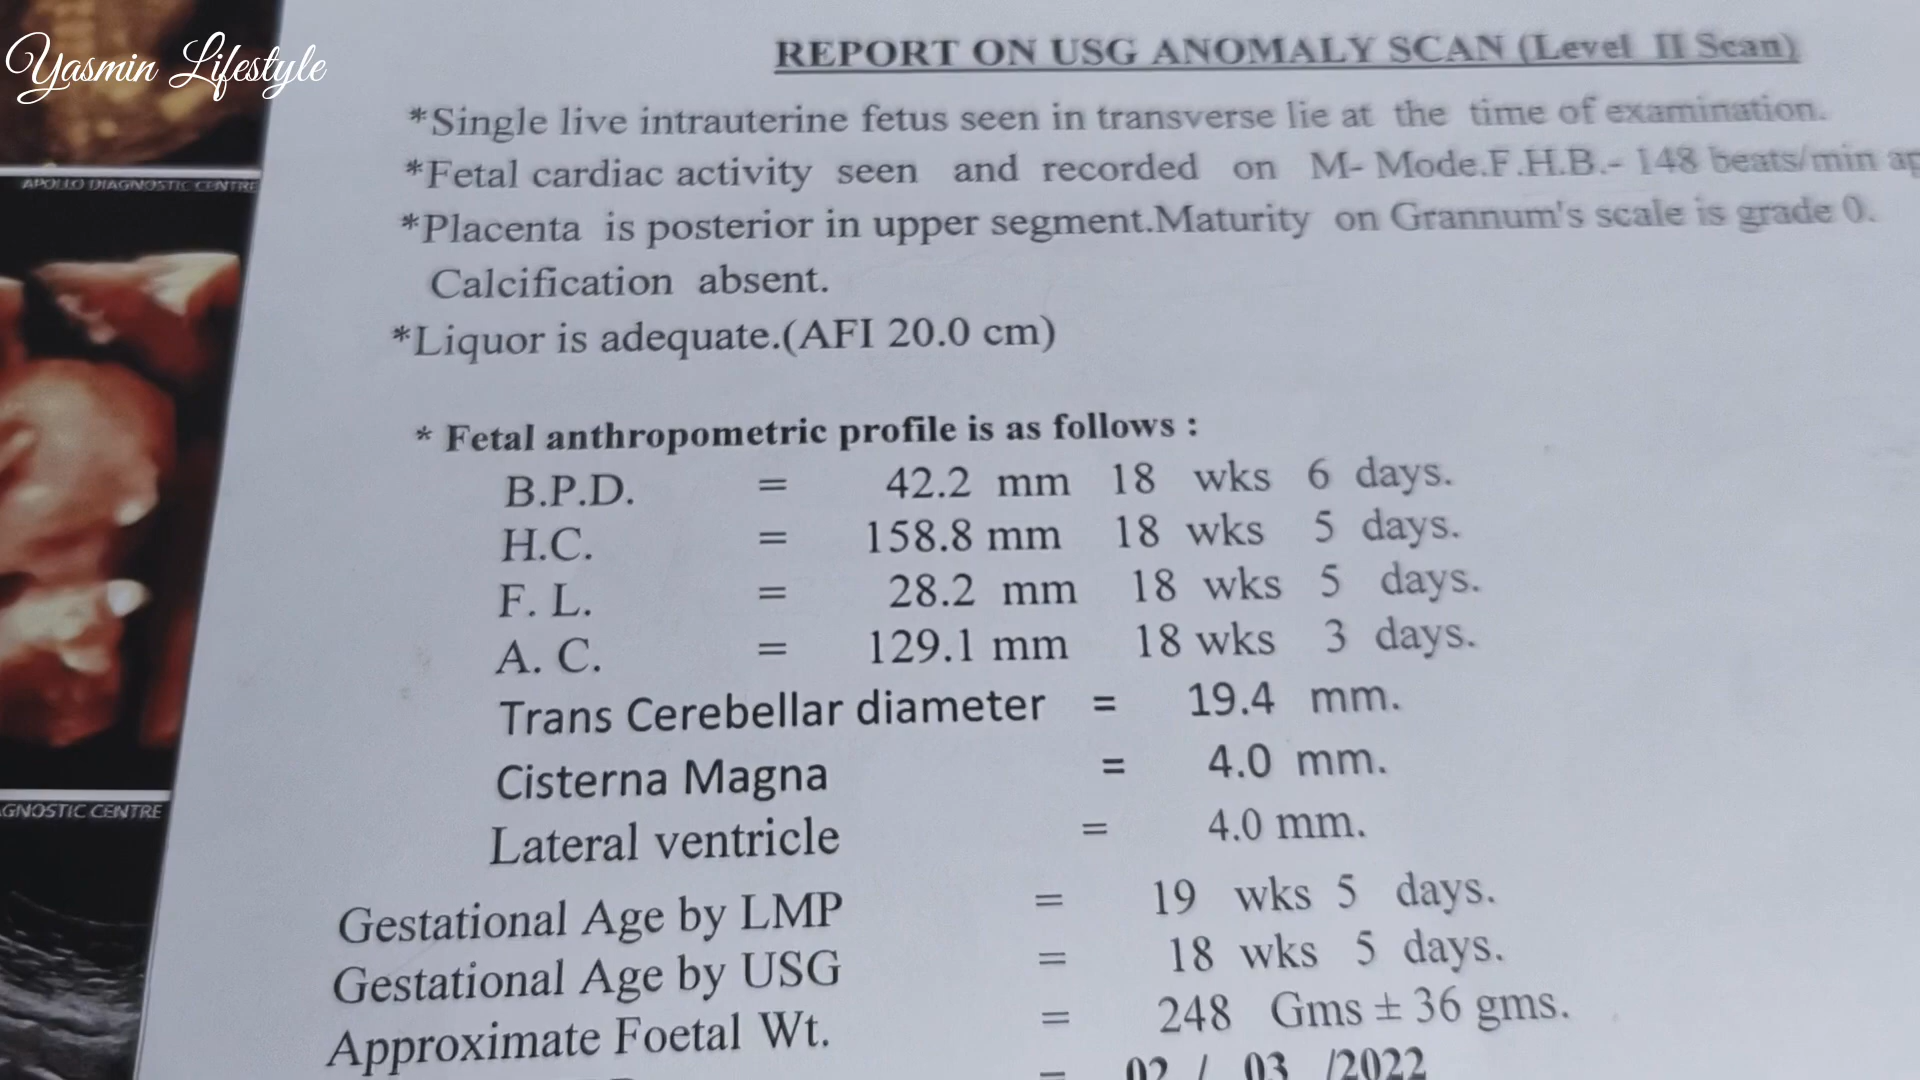 Yasmin Lifestyle
REPORT ON USG ANOMALY SCAN (Level II Scan)
*Single live intrauterine fetus seen in transverse lie at the time of examination.
APOLLO DIAGNOSTIC CENTRE
*Fetal cardiac activity seen and recorded on M- Mode.F.H.B.- 148 beats/min
*Placenta is posterior in upper segment.Maturity on Grannum's scale is grade 0.
Calcification absent.
*Liquor is adequate.(AFI 20.0 cm)
* Fetal anthropometric profile is as follows :
B.P.D. = 42.2 mm 18 wks 6 days.
H.C. = 158.8 mm 18 wks 5 days.
F. L. = 28.2 mm 18 wks 5 days.
A. C. = 129.1 mm 18 wks 3 days.
Trans Cerebellar diameter = 19.4 mm.
Cisterna Magna = 4.0 mm.
GNOSTIC CENTRE
Lateral ventricle = 4.0 mm.
Gestational Age by LMP = 19 wks 5 days.
Gestational Age by USG = 18 wks 5 days.
Approximate Foetal Wt. = 248 Gms ± 36 gms.
= 02 / 03 /2022